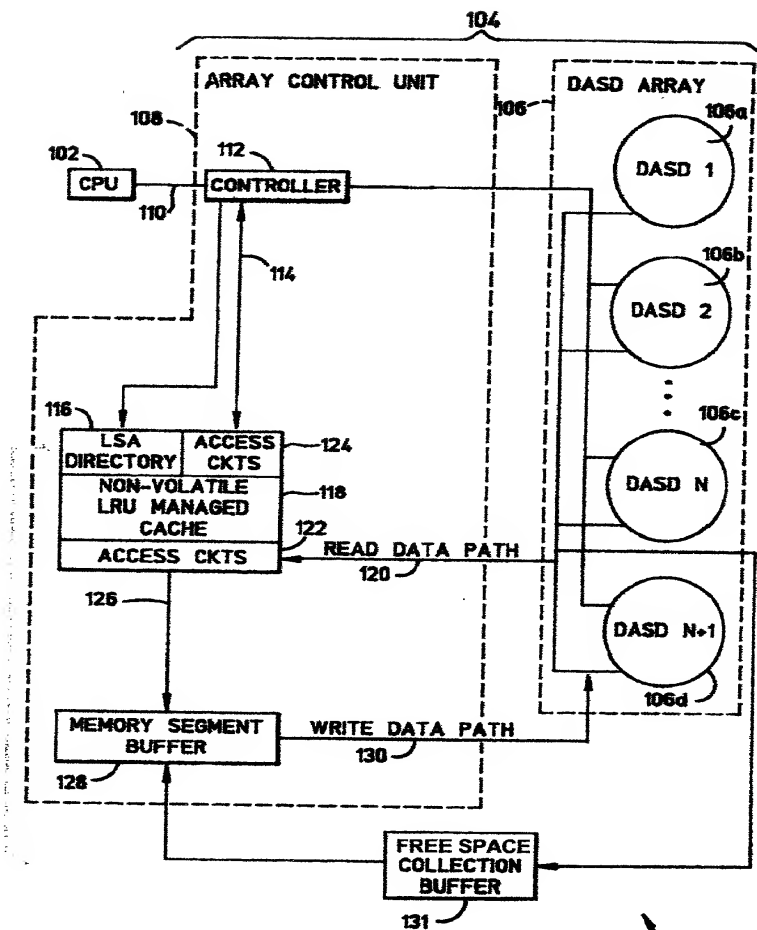 104
ARRAY CONTROL UNIT
106
DASD ARRAY
108
106a
102
112
DASD 1
CPU
CONTROLLER
110
114
106b
DASD 2
116
LSA DIRECTORY
ACCESS CKTS
124
106c
NON-VOLATILE
LRU MANAGED
CACHE
118
DASD N
122
ACCESS CKTS
READ DATA PATH
120
126
DASD N+1
106d
MEMORY SEGMENT
BUFFER
WRITE DATA PATH
128
130
FREE SPACE
COLLECTION
BUFFER
131